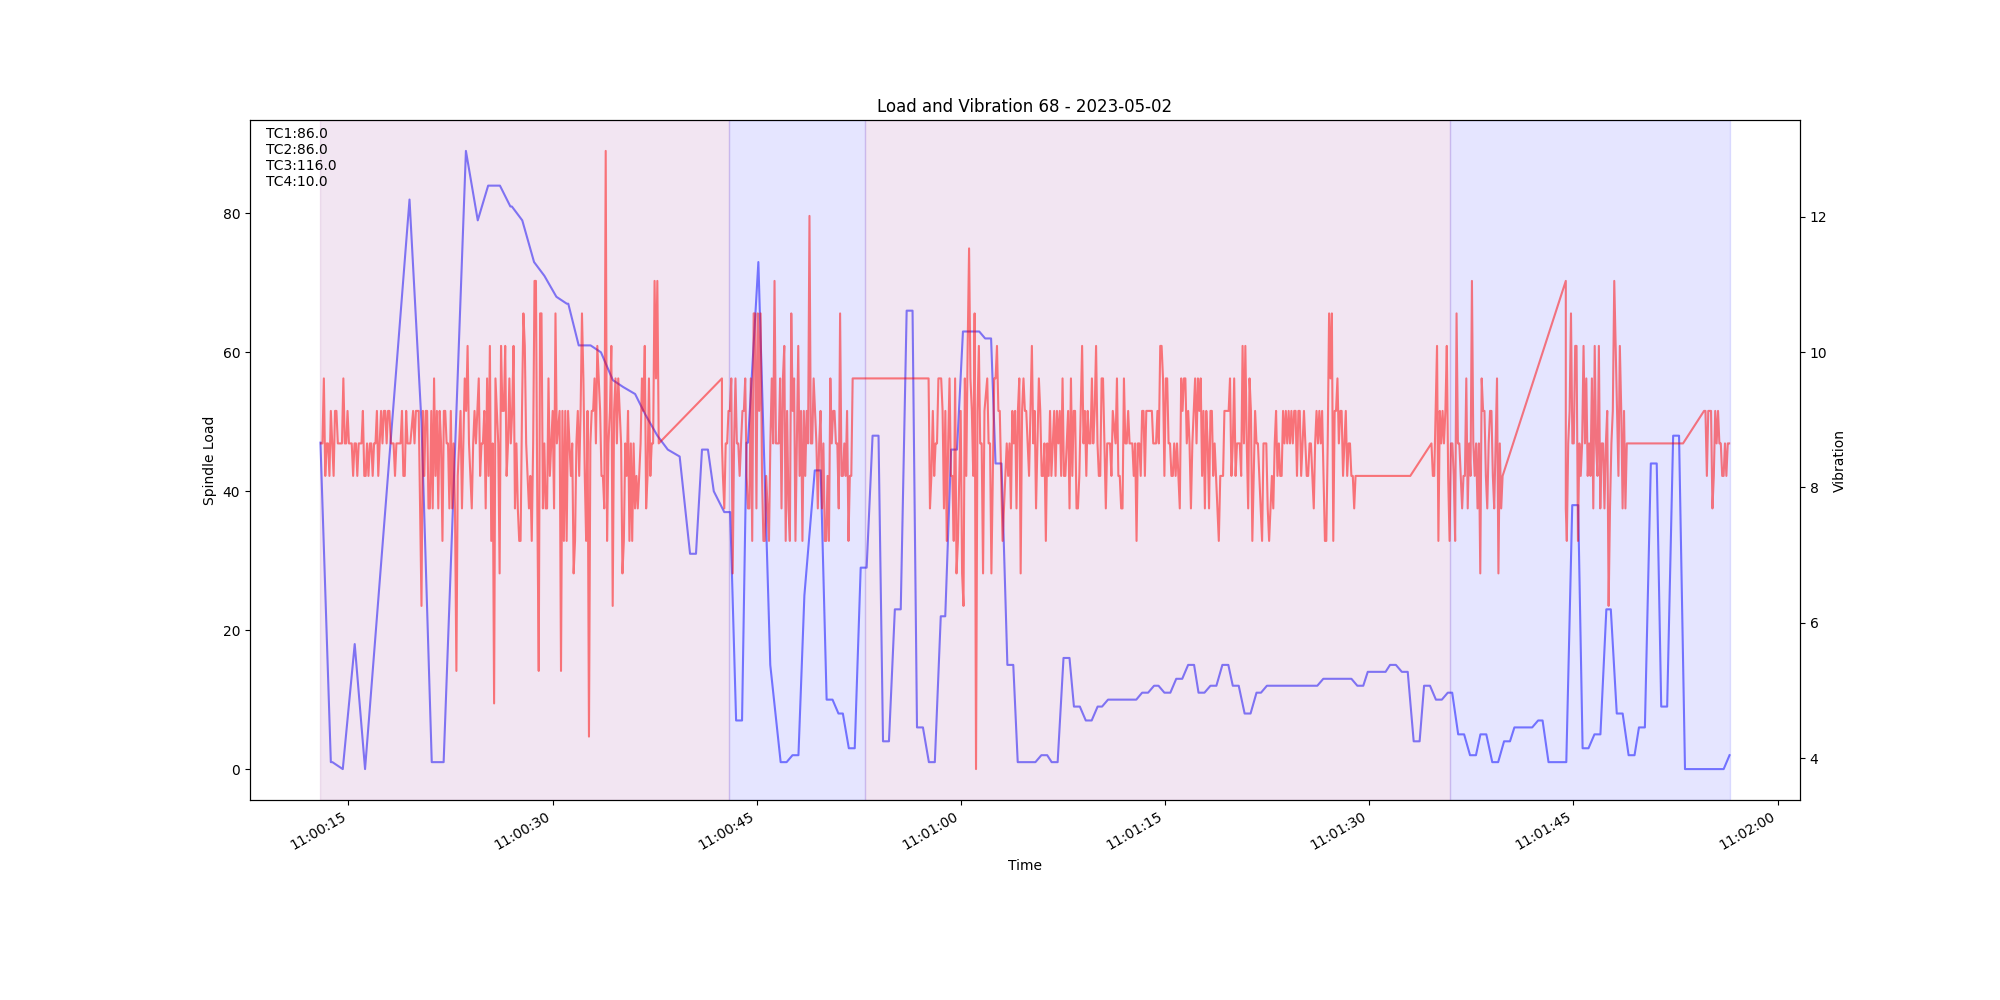 Load and Vibration 68 - 2023-05-02
TC1:86.0
TC2:86.0
TC3:116.0
TC4:10.0
80
60
40
20
0
Spindle Load
12
10
8
6
4
Vibration
11:00:15
11:00:30
11:00:45
11:01:00
11:01:15
11:01:30
11:01:45
11:02:00
Time